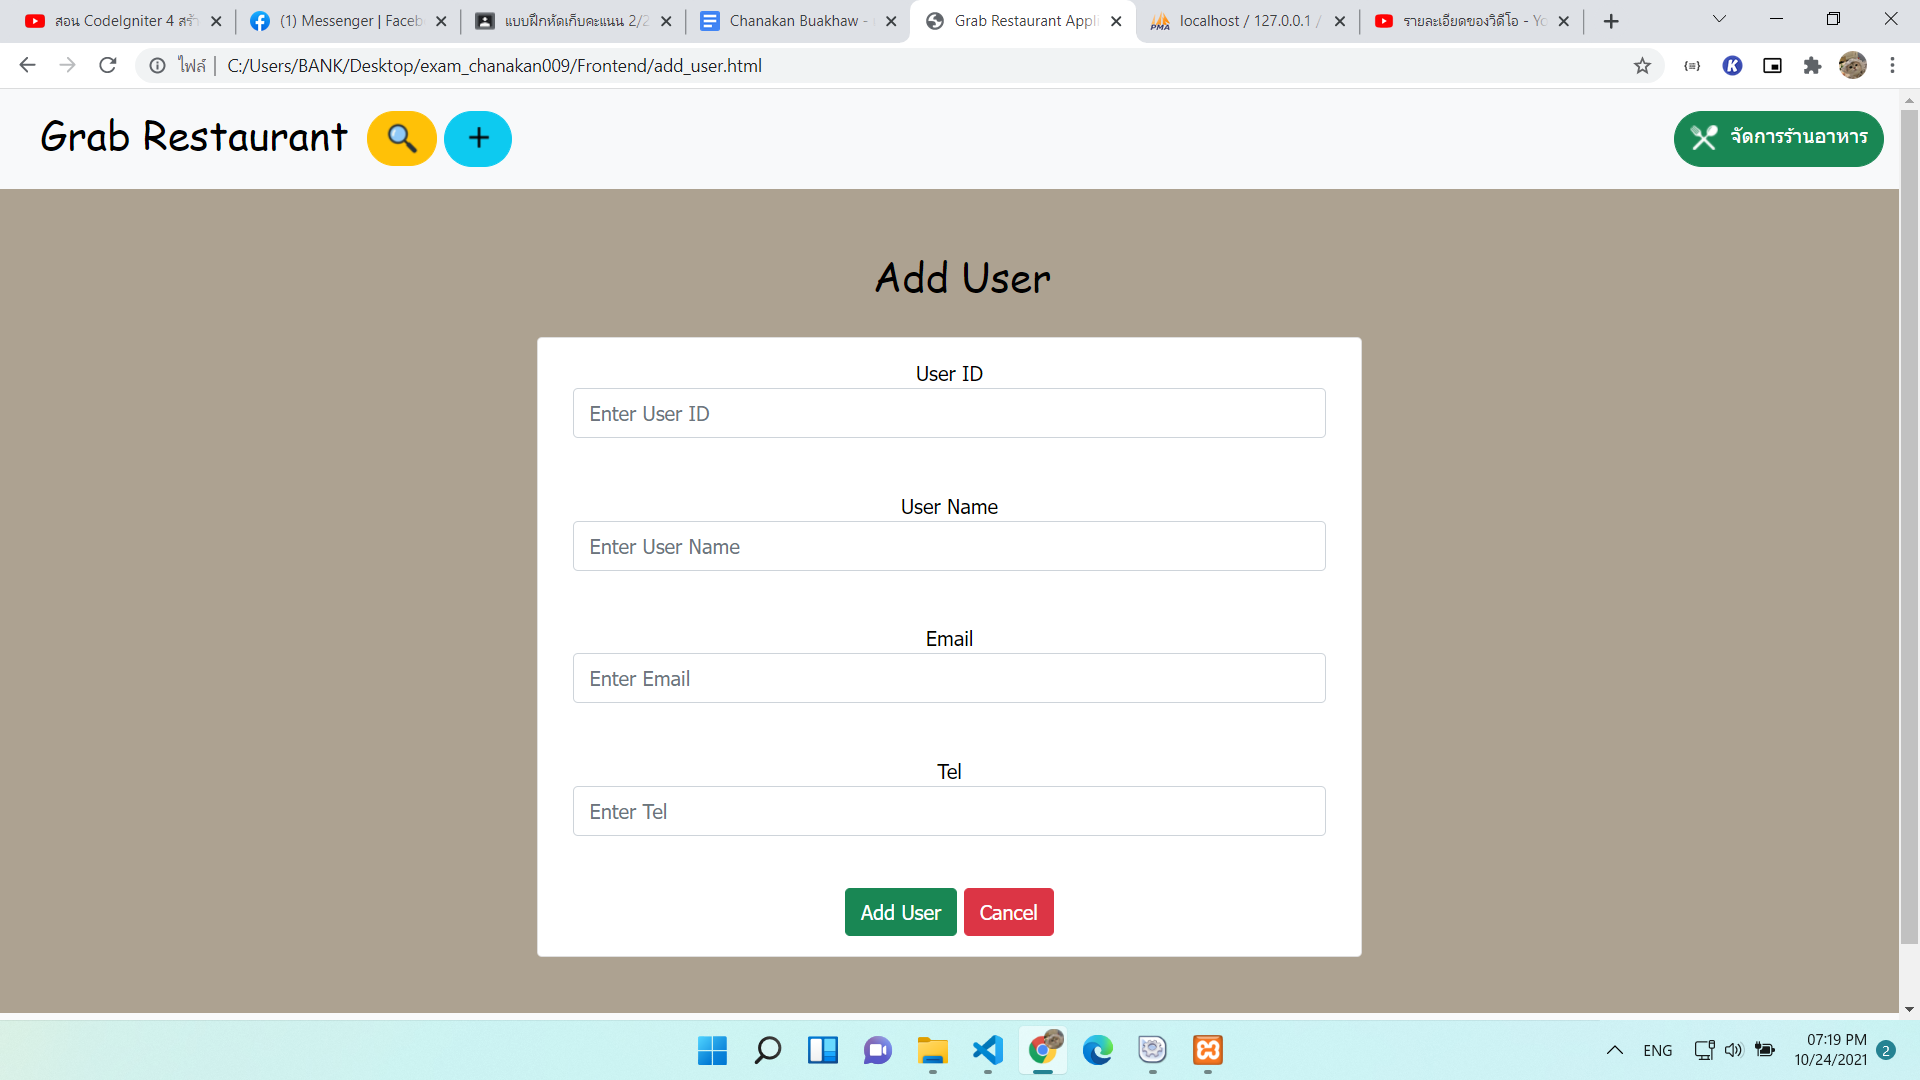 สอน CodeIgniter 4 สร้า
(1) Messenger | Faceb
แบบฝึกหัดเก็บคะแนน 2/2
Chanakan Buakhaw -
Grab Restaurant Appli
PMA
localhost / 127.0.0.1 /
รายละเอียดของวิดีโอ - Yo
ไฟล์ | C:/Users/BANK/Desktop/exam_chanakan009/Frontend/add_user.html
Grab Restaurant
จัดการร้านอาหาร
Add User
User ID
Enter User ID
User Name
Enter User Name
Email
Enter Email
Tel
Enter Tel
Add User Cancel
ENG
07:19 PM
10/24/2021
2